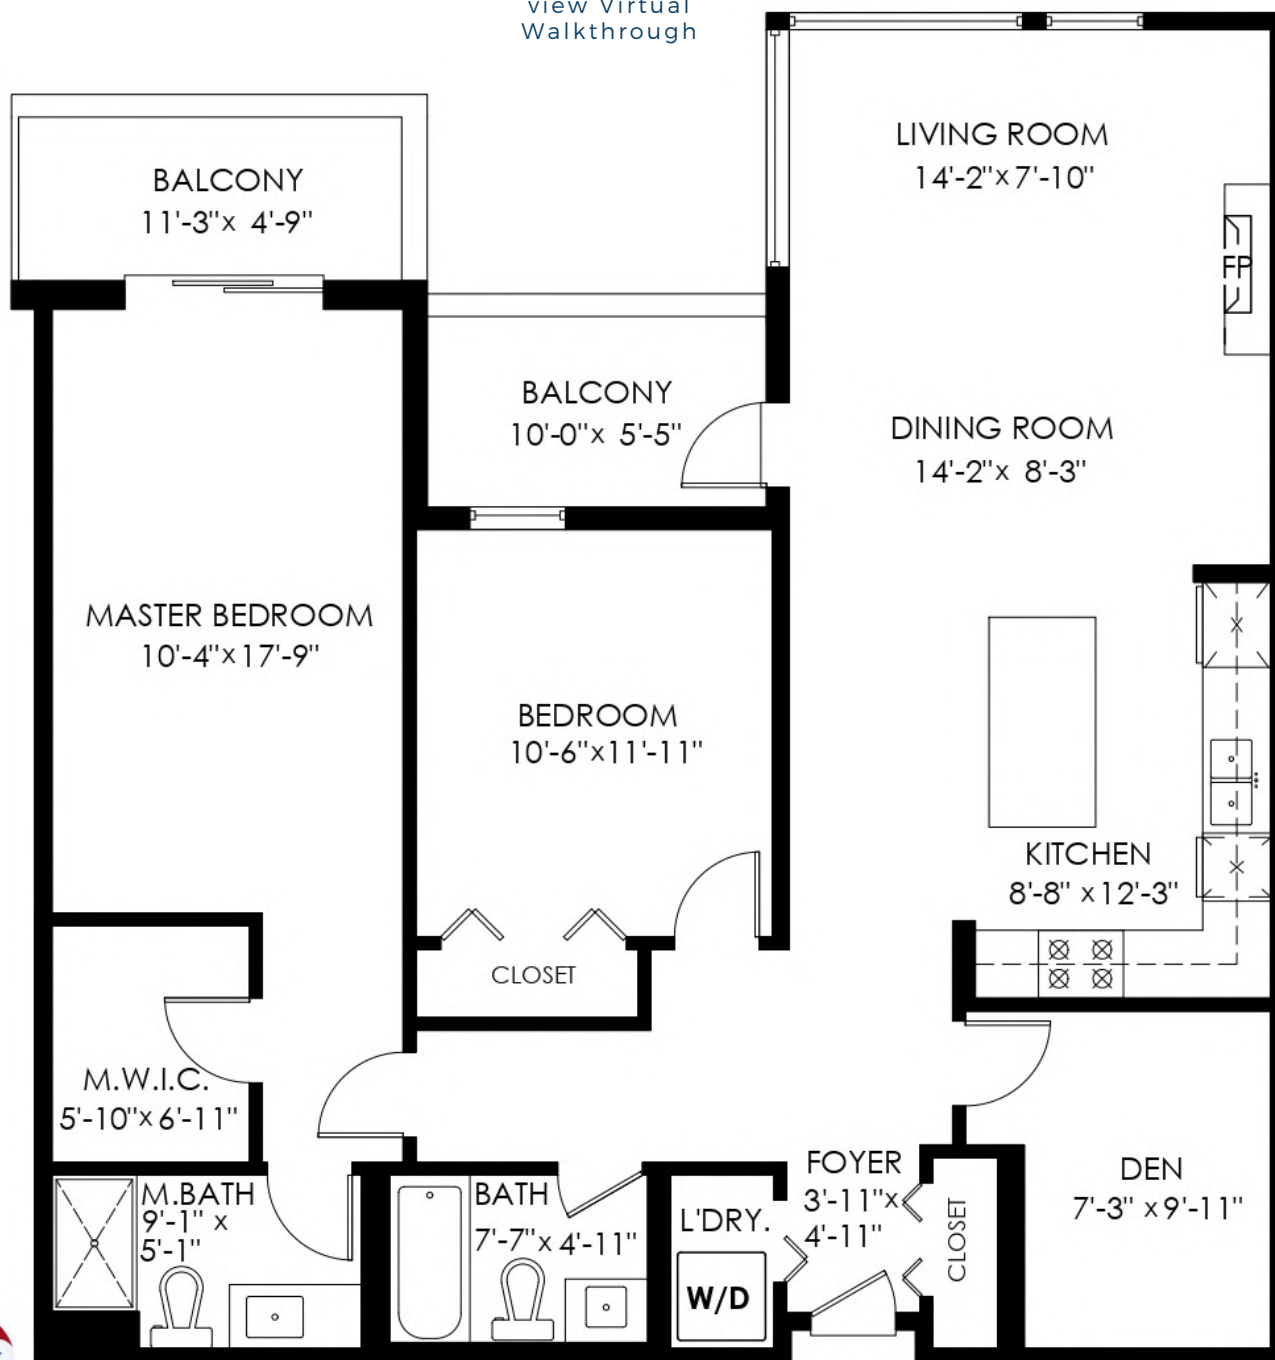 view Virtual
Walkthrough
LIVING ROOM
14'-2"x 7'-10"
BALCONY
11'-3"x 4'-9"
FP
BALCONY
10'-0"x 5'-5"
DINING ROOM
14'-2"x 8'-3"
MASTER BEDROOM
10'-4"x 17'-9"
BEDROOM
10'-6"x11'-11"
KITCHEN
8'-8" x 12'-3"
CLOSET
M.W.I.C.
5'-10"x 6'-11"
M.BATH
9'-1" x
5'-1"
BATH
7'-7"x 4'-11"
L'DRY.
W/D
FOYER
3'-11"x
4'-11"
CLOSET
DEN
7'-3" x 9'-11"